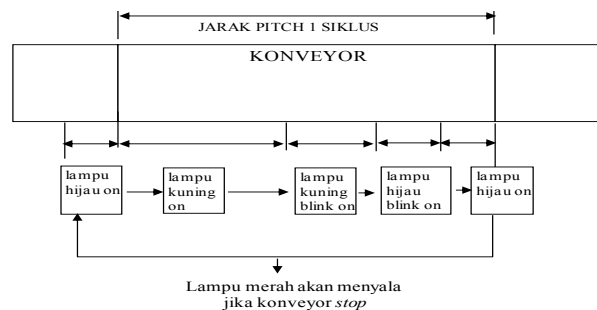 JARAK PITCH 1 SIKLUS
KONVEYOR
lampu
hijau on
lampu
kuning
on
lampu
kuning
blink on
lampu
hijau
blink on
lampu
hijau on
Lampu merah akan menyala
jika konveyor stop